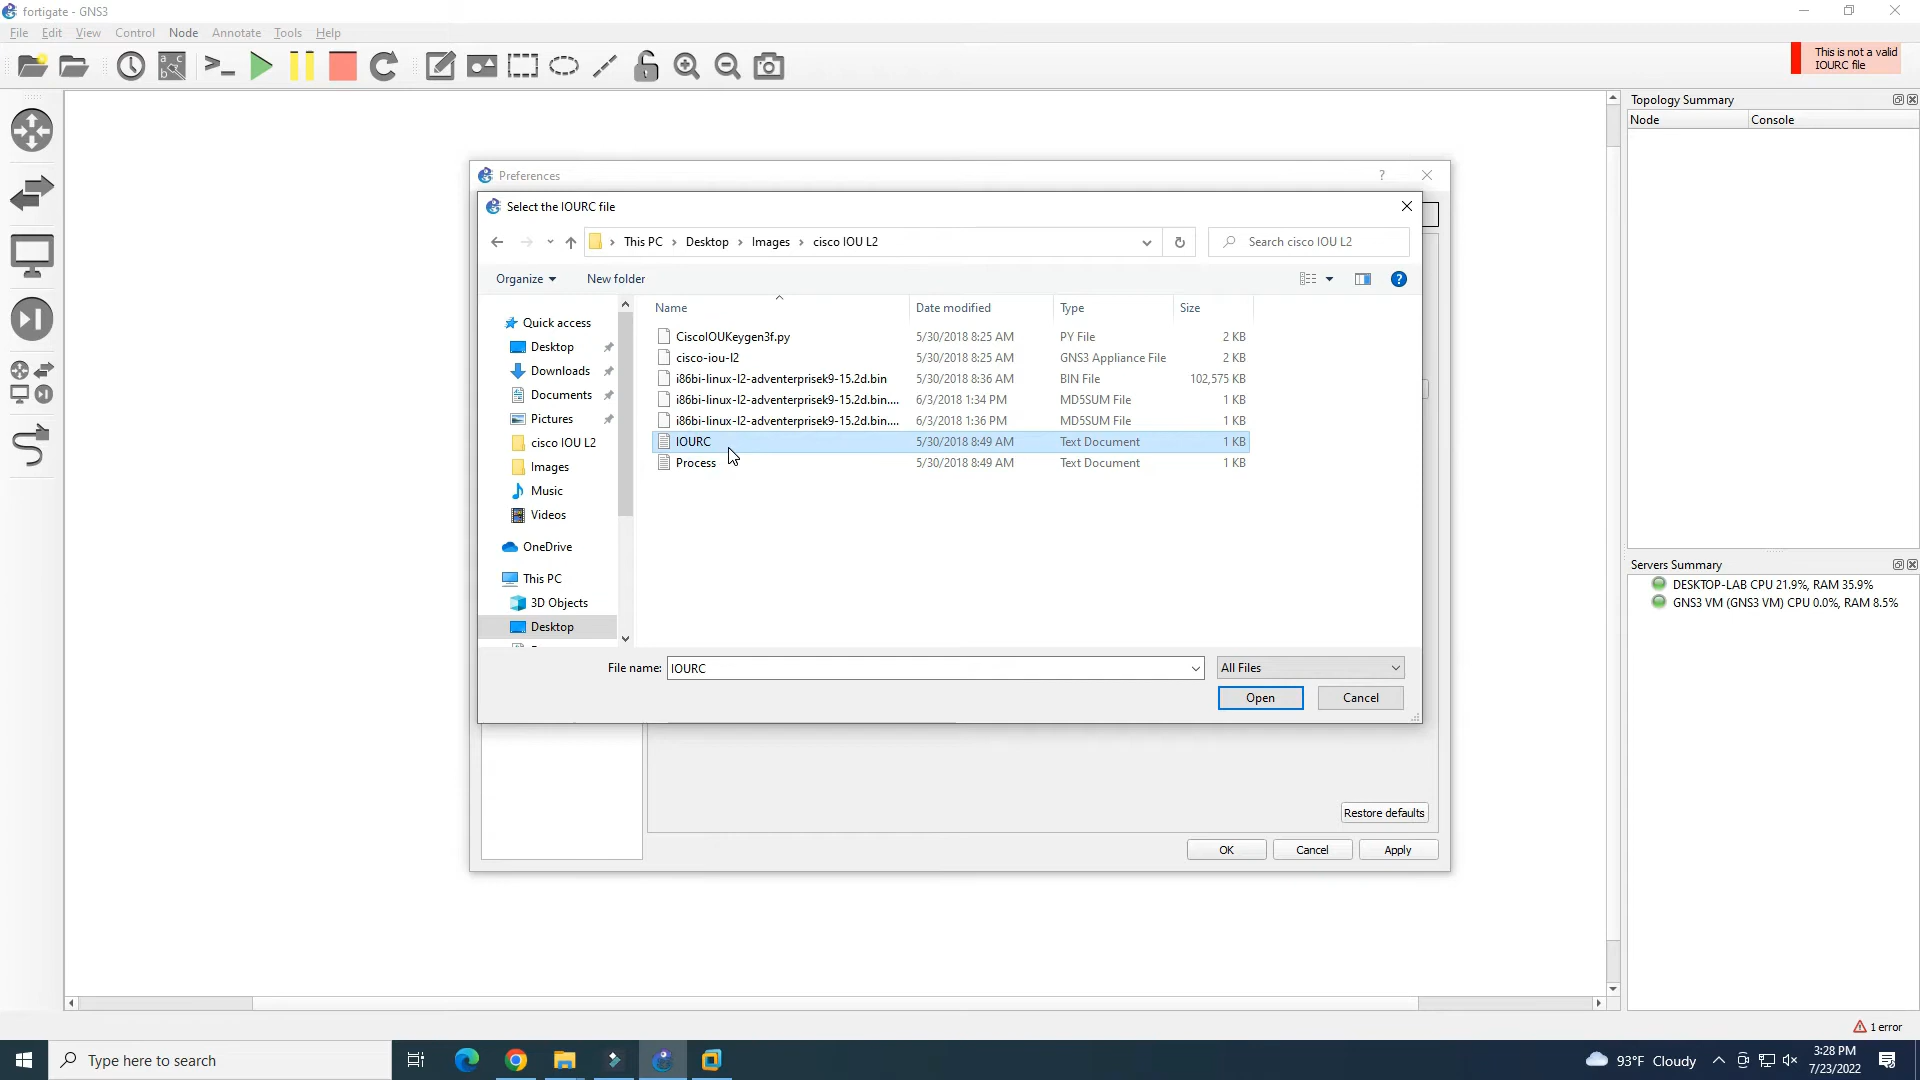 fortigate - GNS3
File Edit View Control Node Annotate Tools Help
This is not a valid
IOURC file
Topology Summary
Node Console
Preferences
Select the IOURC file
This PC Desktop Images cisco IOU L2
Search cisco IOU L2
Organize New folder
Name Date modified Type Size
Quick access
Desktop
Downloads
Documents
Pictures
cisco IOU L2
Images
Music
Videos
OneDrive
This PC
3D Objects
Desktop
CiscoIOUKeygen3f.py 5/30/2018 8:25 AM PY File 2 KB
cisco-iou-l2 5/30/2018 8:25 AM GNS3 Appliance File 2 KB
i86bi-linux-l2-adventerprisek9-15.2d.bin 5/30/2018 8:36 AM BIN File 102,575 KB
i86bi-linux-l2-adventerprisek9-15.2d.bin.... 6/3/2018 1:34 PM MD5SUM File 1 KB
i86bi-linux-l2-adventerprisek9-15.2d.bin.... 6/3/2018 1:36 PM MD5SUM File 1 KB
IOURC 5/30/2018 8:49 AM Text Document 1 KB
Process 5/30/2018 8:49 AM Text Document 1 KB
File name: IOURC All Files
Open Cancel
Restore defaults
OK Cancel Apply
Servers Summary
DESKTOP-LAB CPU 21.9%, RAM 35.9%
GNS3 VM (GNS3 VM) CPU 0.0%, RAM 8.5%
1 error
Type here to search
93°F Cloudy
3:28 PM
7/23/2022